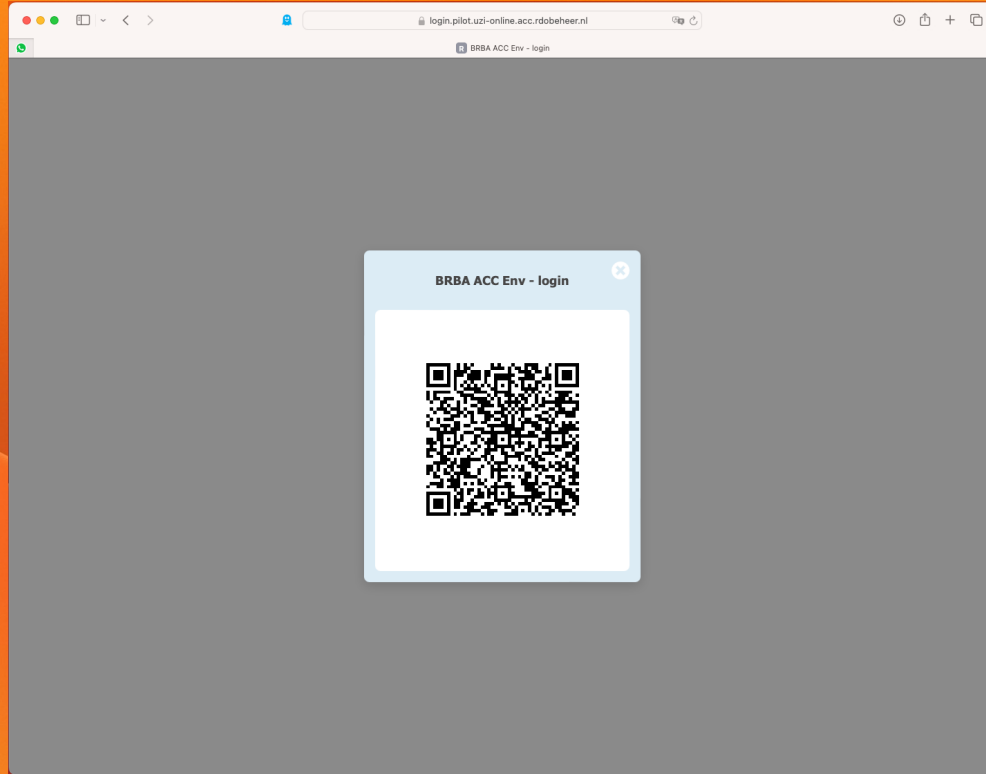 login.pilot.uzi-online.acc.rdobeheer.nl
R BRBA ACC Env - login
BRBA ACC Env - login